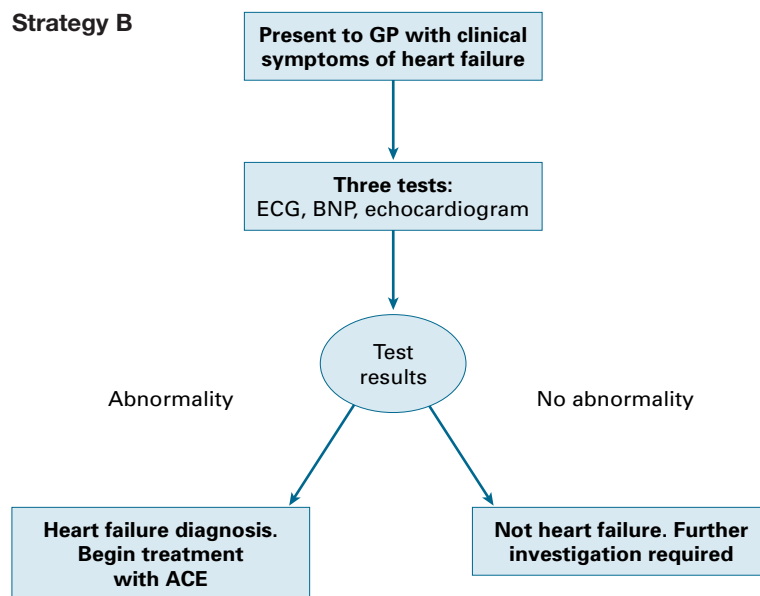 Strategy B
Present to GP with clinical
symptoms of heart failure
Three tests:
ECG, BNP, echocardiogram
Test
results
Abnormality
No abnormality
Heart failure diagnosis.
Begin treatment
with ACE
Not heart failure. Further
investigation required